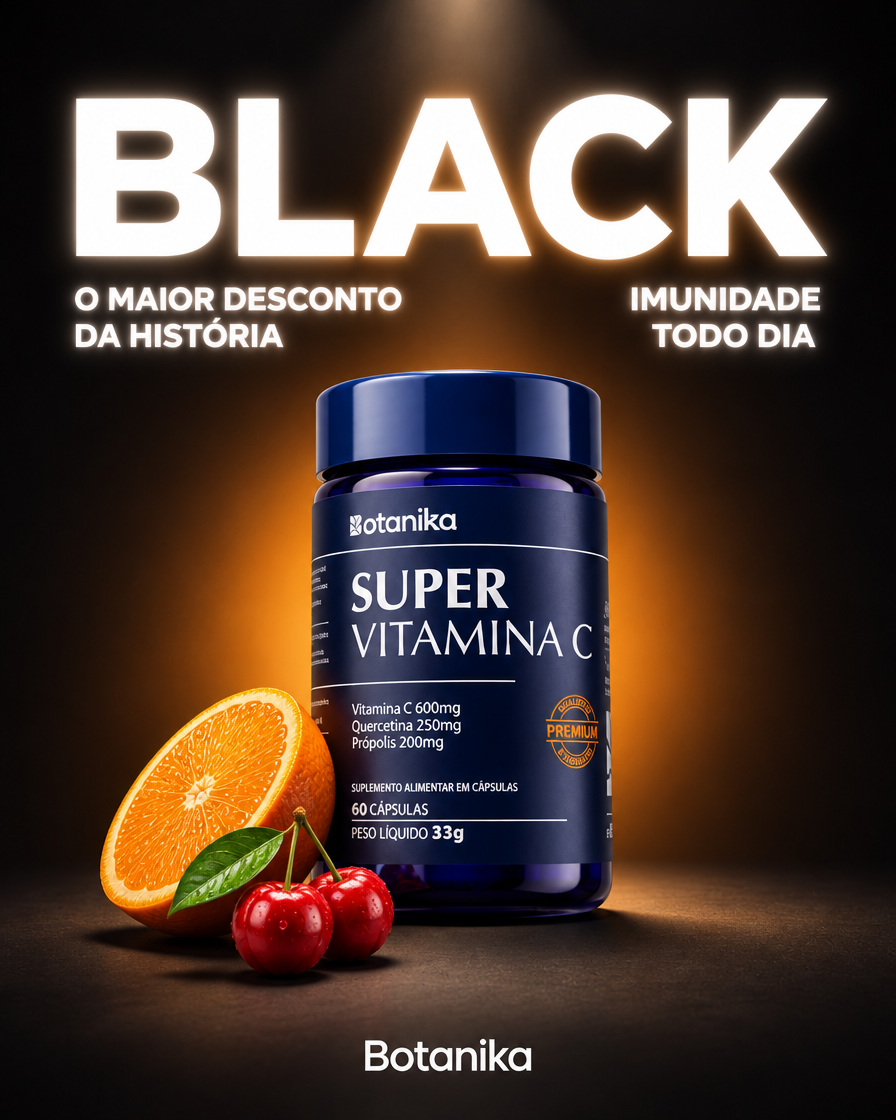 BLACK
O MAIOR DESCONTO
DA HISTÓRIA
IMUNIDADE
TODO DIA
Botanika
SUPER
VITAMINA C
Vitamina C 600mg
Quercetina 250mg
Própolis 200mg
PREMIUM
SUPLEMENTO ALIMENTAR EM CÁPSULAS
60 CÁPSULAS
PESO LÍQUIDO 33g
Botanika